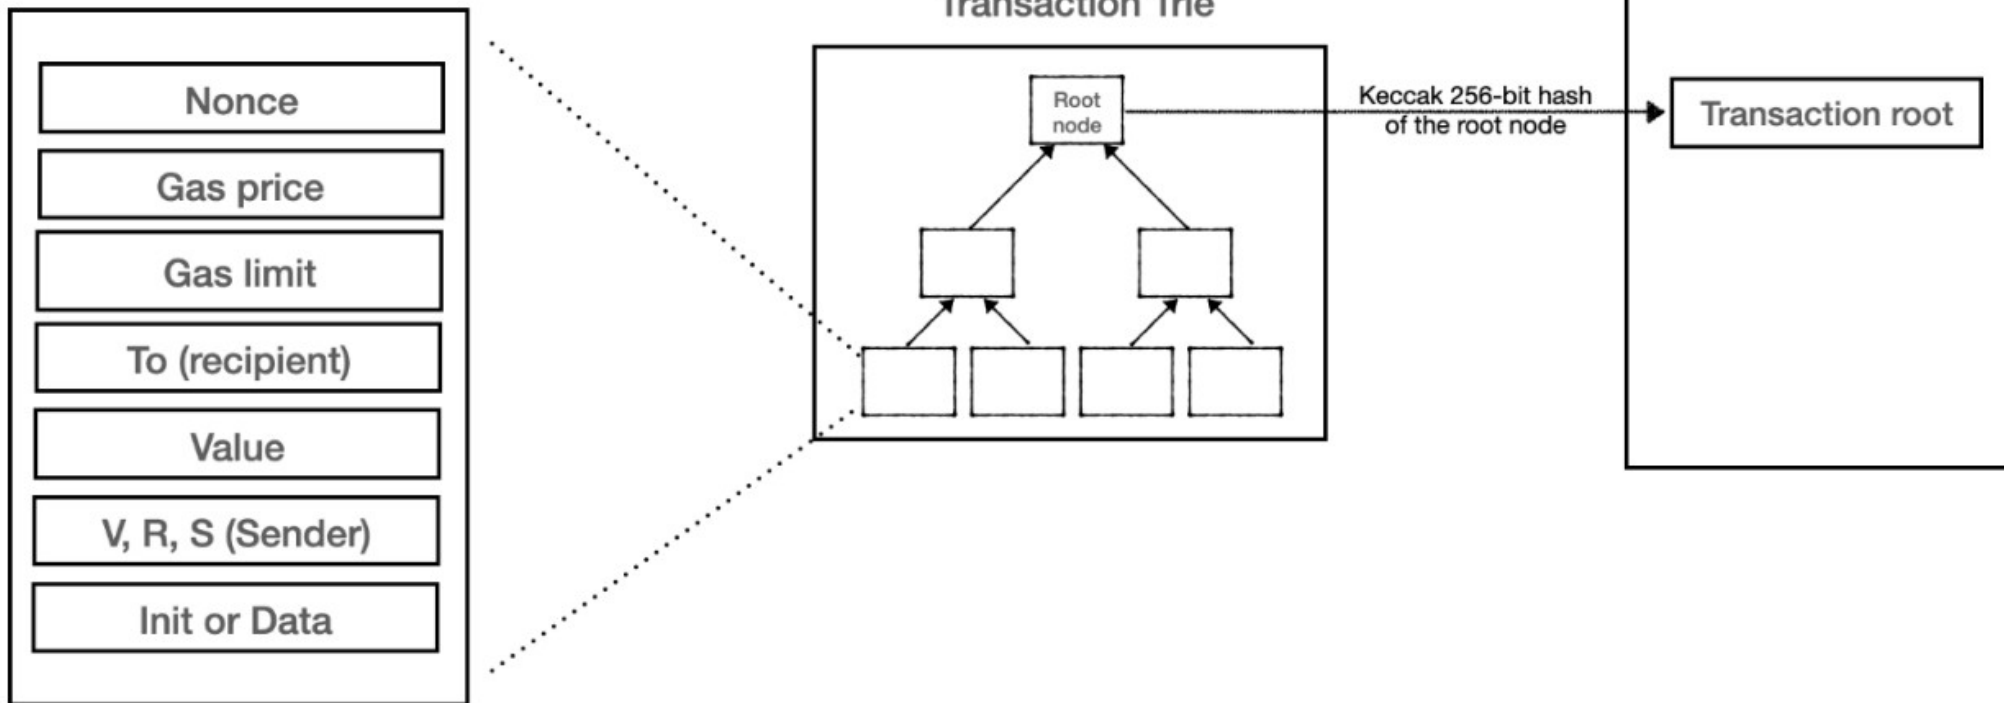 Transaction Trie
Nonce
Gas price
Gas limit
To (recipient)
Value
V, R, S (Sender)
Init or Data
Root
node
Keccak 256-bit hash
of the root node
Transaction root